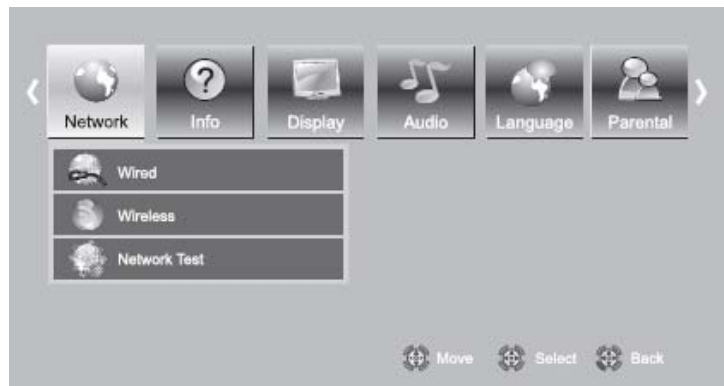 Network Info Display Audio Language Parental
Wired
Wireless
Network Test
Move Select Back